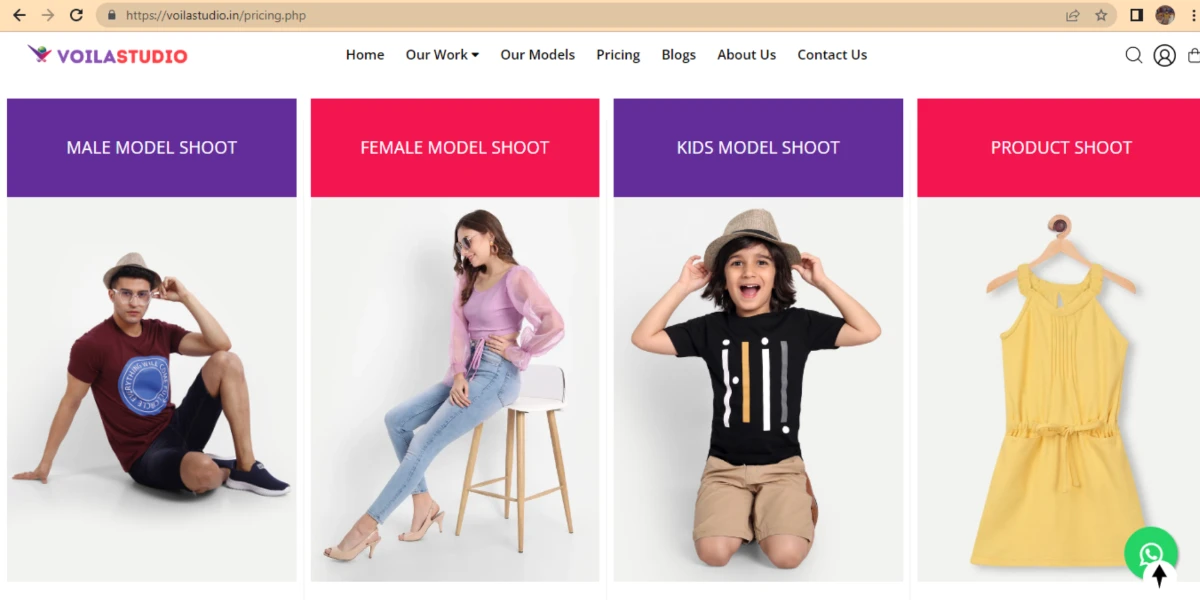 https://voilastudio.in/pricing.php
VOILASTUDIO
Home Our Work Our Models Pricing Blogs About Us Contact Us
MALE MODEL SHOOT
FEMALE MODEL SHOOT
KIDS MODEL SHOOT
PRODUCT SHOOT